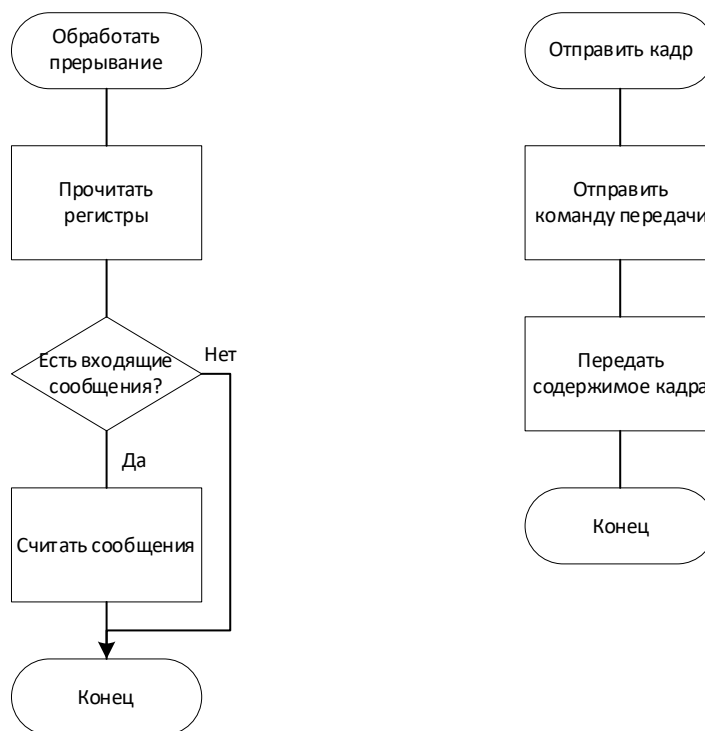 Обработать
прерывание
Прочитать
регистры
Есть входящие
сообщения?
Нет
Да
Считать сообщения
Конец
Отправить кадр
Отправить
команду передачи
Передать
содержимое кадра
Конец